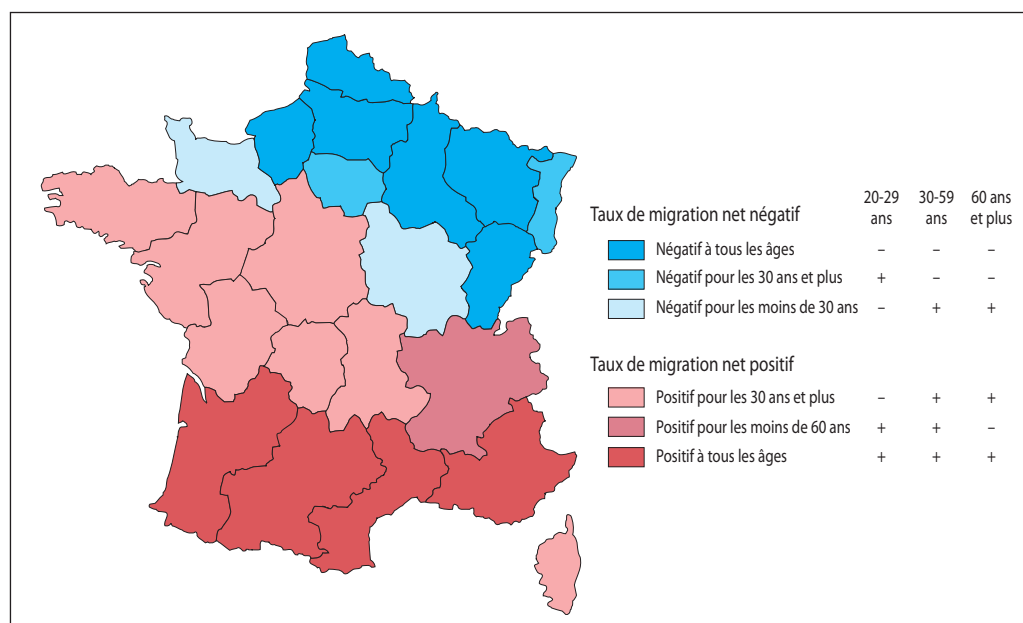 Taux de migration net négatif 20-29 ans 30-59 ans 60 ans et plus
Négatif à tous les âges – – –
Négatif pour les 30 ans et plus + – –
Négatif pour les moins de 30 ans – + +
Taux de migration net positif
Positif pour les 30 ans et plus – + +
Positif pour les moins de 60 ans + + –
Positif à tous les âges + + +